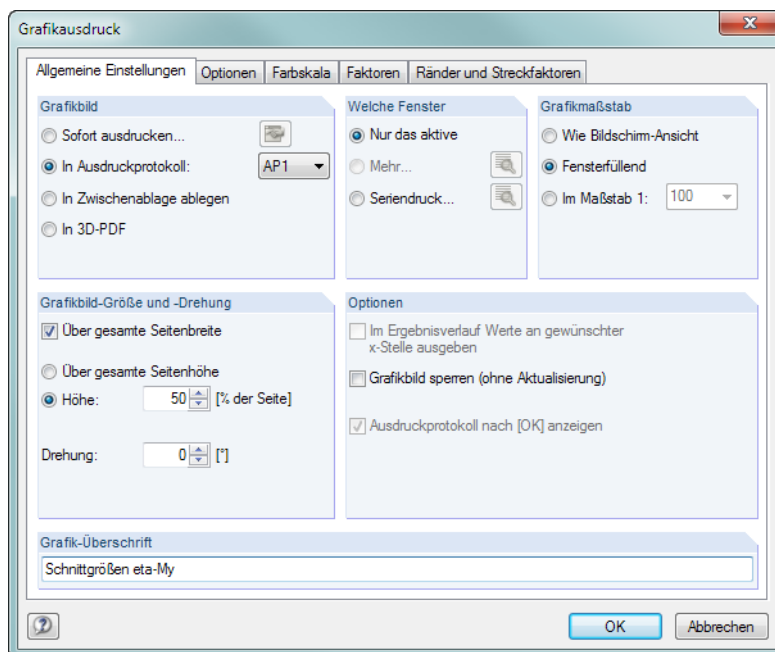 Grafikausdruck
Allgemeine Einstellungen Optionen Farbskala Faktoren Ränder und Streckfaktoren
Grafikbild
Sofort ausdrucken...
In Ausdruckprotokoll: AP1
In Zwischenablage ablegen
In 3D-PDF
Welche Fenster
Nur das aktive
Mehr...
Seriendruck...
Grafikmaßstab
Wie Bildschirm-Ansicht
Fensterfüllend
Im Maßstab 1: 100
Grafikbild-Größe und -Drehung
Über gesamte Seitenbreite
Über gesamte Seitenhöhe
Höhe: 50 [% der Seite]
Drehung: 0 [°]
Optionen
Im Ergebnisverlauf Werte an gewünschter
x-Stelle ausgeben
Grafikbild sperren (ohne Aktualisierung)
Ausdruckprotokoll nach [OK] anzeigen
Grafik-Überschrift
Schnittgrößen eta-My
OK Abbrechen